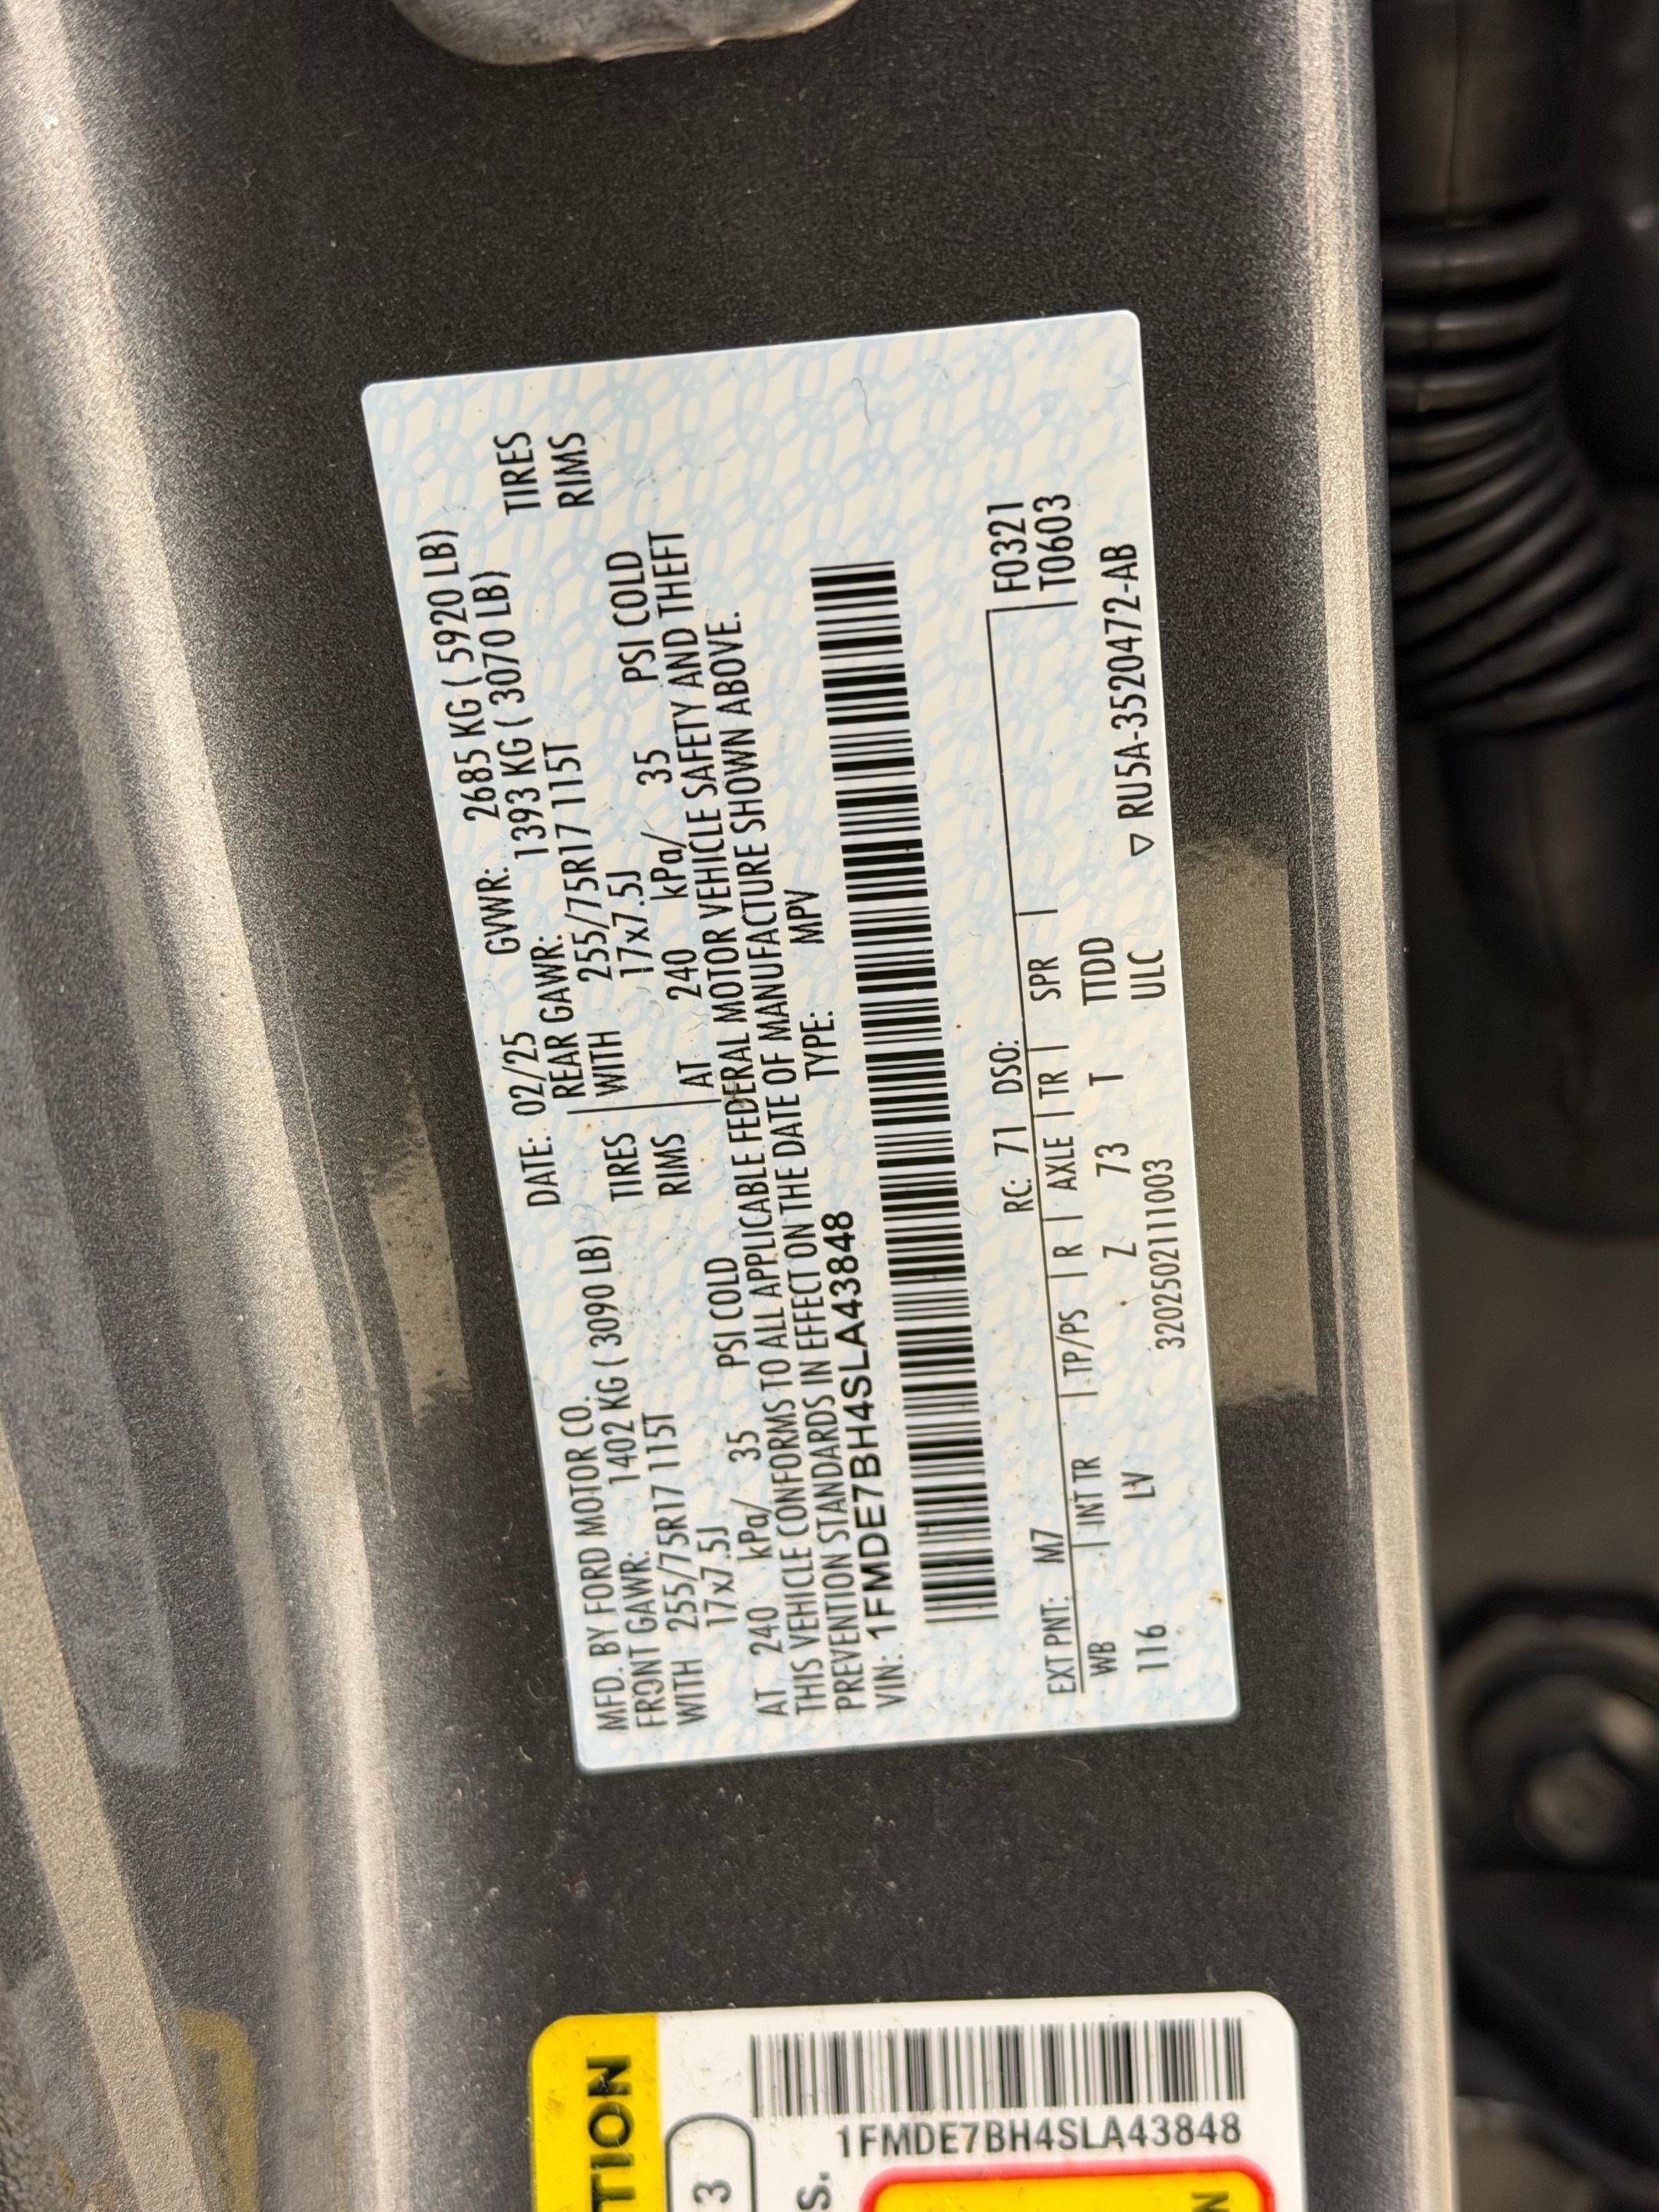 MFD. BY FORD MOTOR CO. DATE: 02/25 GVWR: 2685 KG ( 5920 LB)
FRONT GAWR: 1402 KG ( 3090 LB) REAR GAWR: 1393 KG ( 3070 LB)
WITH 255/75R17 115T TIRES WITH 255/75R17 115T TIRES
17x7.5J RIMS 17x7.5J RIMS
AT 240 kPa/ 35 PSI COLD AT 240 kPa/ 35 PSI COLD
THIS VEHICLE CONFORMS TO ALL APPLICABLE FEDERAL MOTOR VEHICLE SAFETY AND THEFT
PREVENTION STANDARDS IN EFFECT ON THE DATE OF MANUFACTURE SHOWN ABOVE.
VIN: 1FMDE7BH4SLA43848 TYPE: MPV
EXT PNT: M7 RC: 71 DSO: F0321
WB INT TR TP/PS R AXLE TR SPR T0603
116 LV Z 73 T TTDD
3202502111003 ULC ▽ RU5A-3520472-AB
TION
3
1FMDE7BH4SLA43848
s.